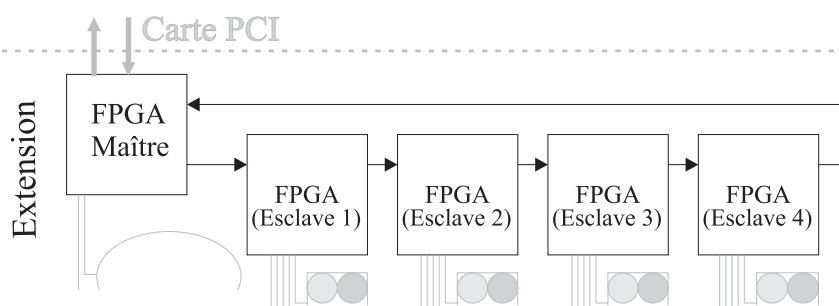 Carte PCI
Extension
FPGA
Maître
FPGA
(Esclave 1)
FPGA
(Esclave 2)
FPGA
(Esclave 3)
FPGA
(Esclave 4)